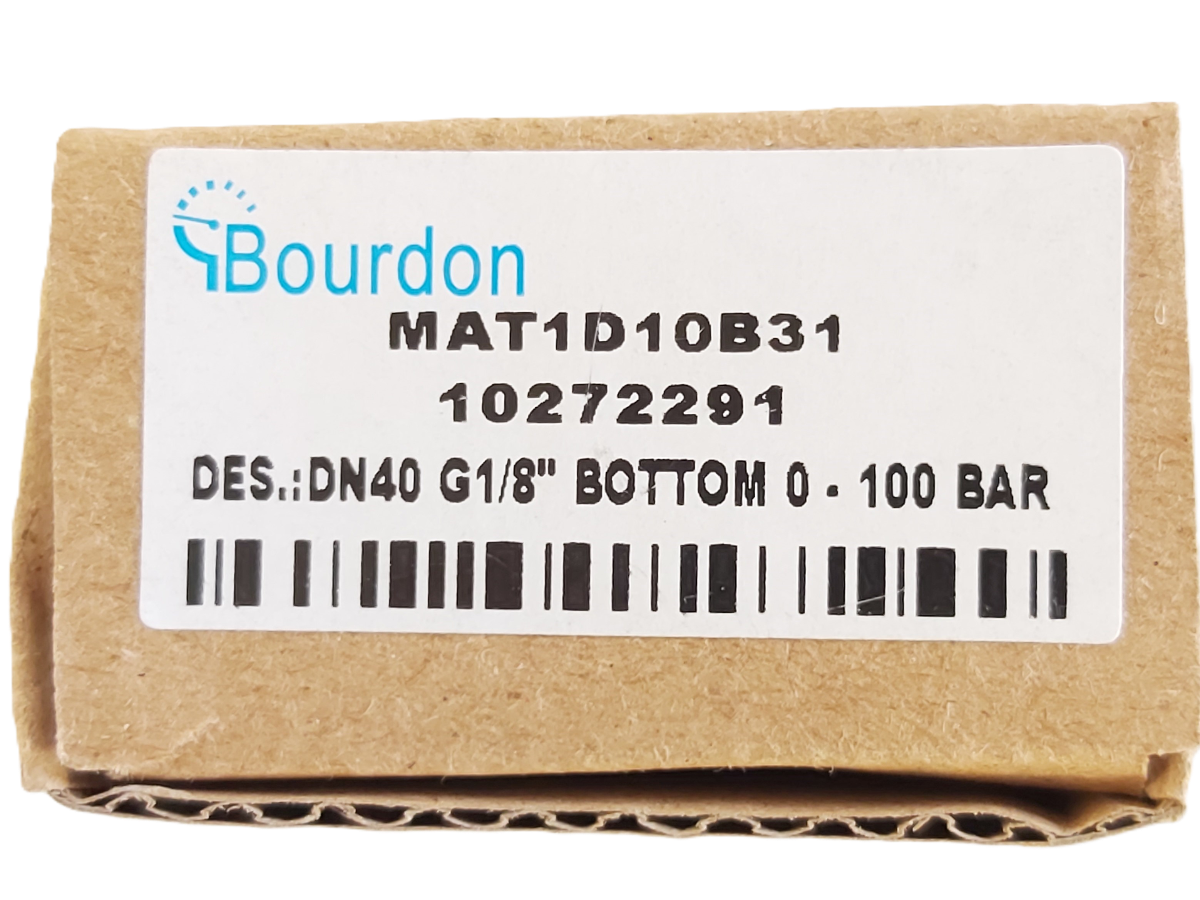 Bourdon
MAT1D10B31
10272291
DES.:DN40 G1/8" BOTTOM 0 - 100 BAR